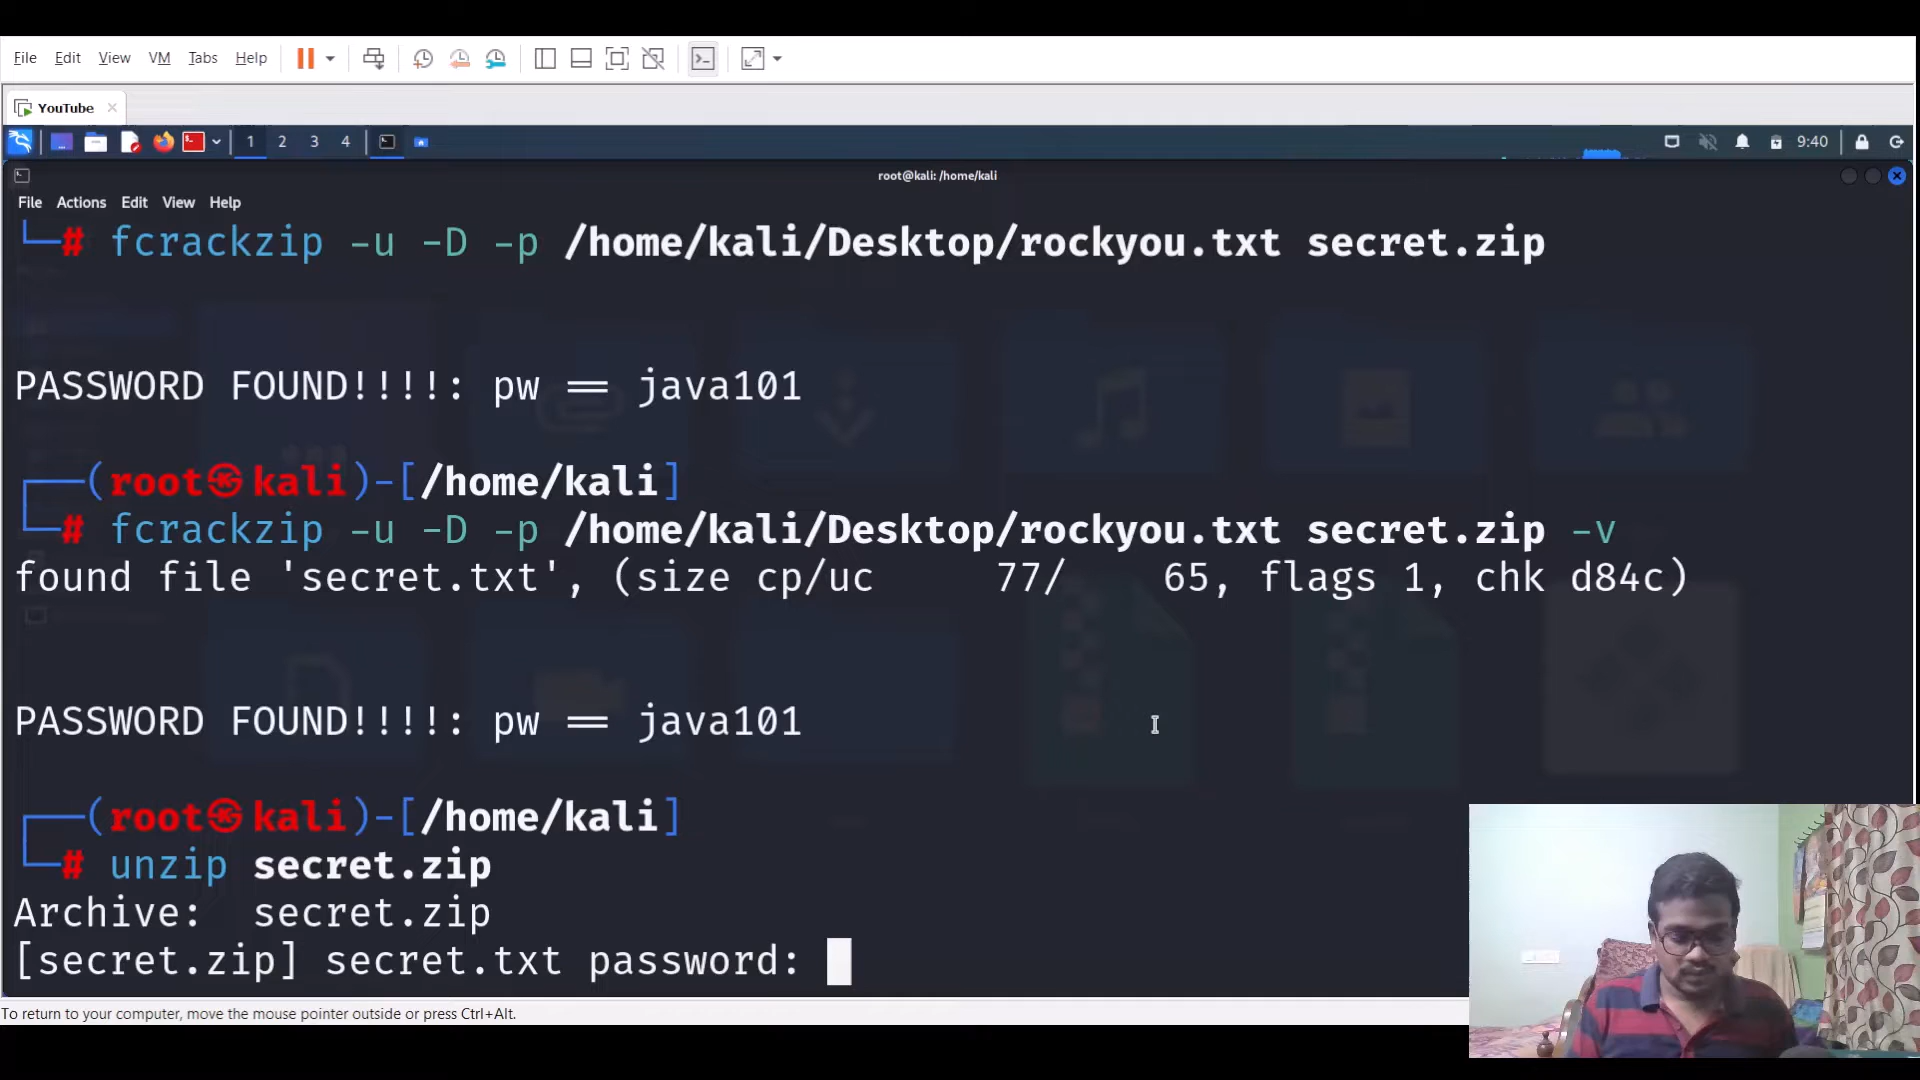 File Edit View VM Tabs Help
YouTube
1 2 3 4 9:40
root@kali: /home/kali
File Actions Edit View Help
└─# fcrackzip -u -D -p /home/kali/Desktop/rockyou.txt secret.zip
PASSWORD FOUND!!!!: pw == java101
┌──(root㉿kali)-[/home/kali]
└─# fcrackzip -u -D -p /home/kali/Desktop/rockyou.txt secret.zip -v
found file 'secret.txt', (size cp/uc 77/ 65, flags 1, chk d84c)
PASSWORD FOUND!!!!: pw == java101
┌──(root㉿kali)-[/home/kali]
└─# unzip secret.zip
Archive: secret.zip
[secret.zip] secret.txt password:
To return to your computer, move the mouse pointer outside or press Ctrl+Alt.